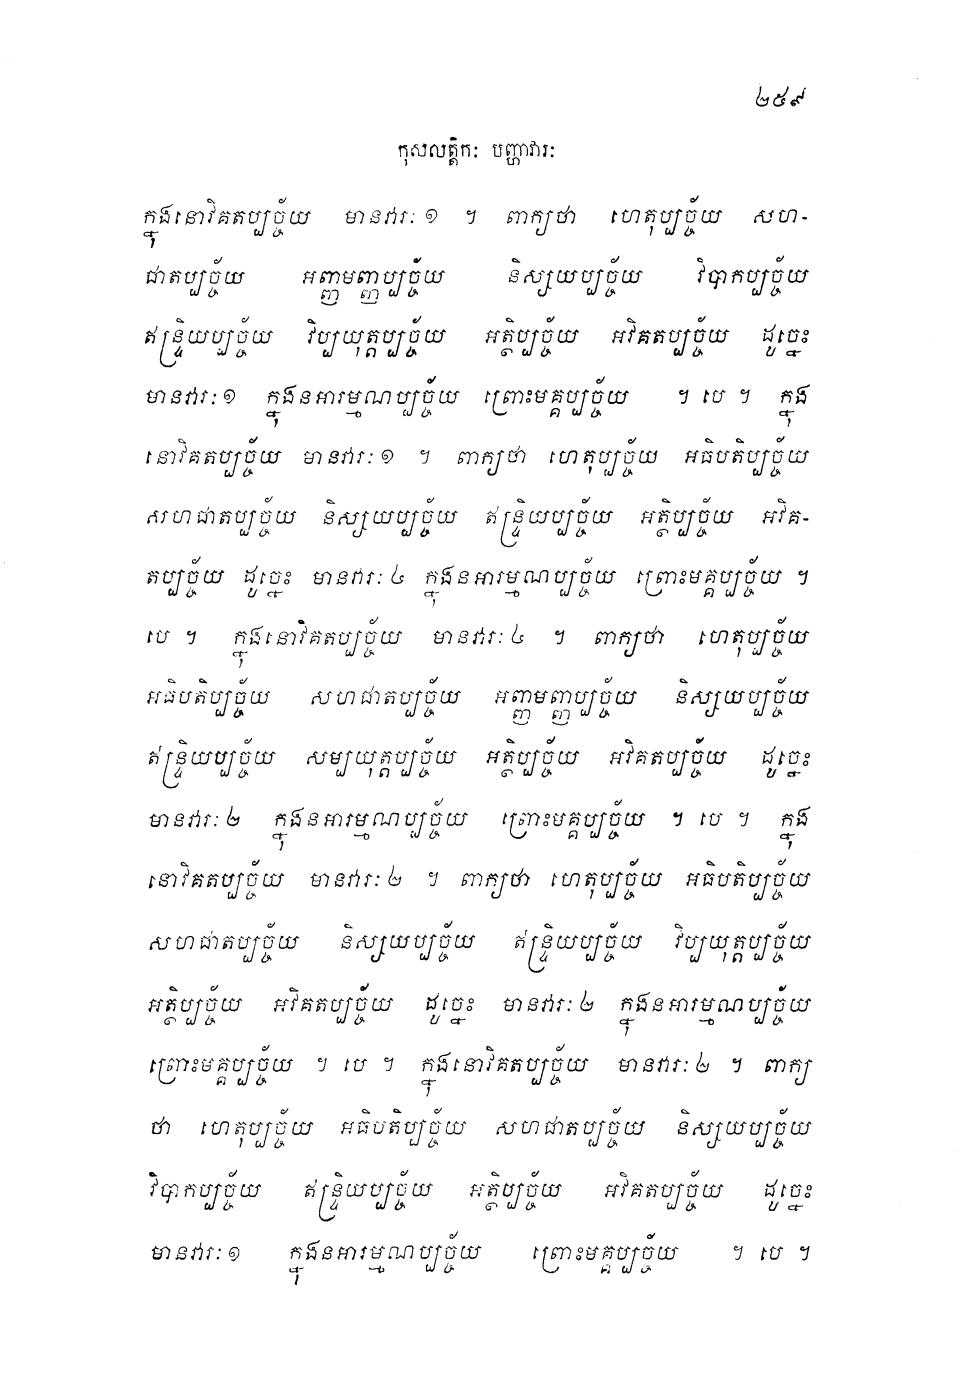 ២៥៩
កុសលត្តិកៈ បញ្ហាវារៈ
ក្នុងនោវិគតប្បច្ច័យ មានវារៈ ១ ។ ពាក្យថា ហេតុប្បច្ច័យ សហ-
ជាតប្បច្ច័យ អញ្ញមញ្ញប្បច្ច័យ និស្សយប្បច្ច័យ វិបាកប្បច្ច័យ
ឥន្ទ្រិយប្បច្ច័យ វិប្បយុត្តប្បច្ច័យ អត្ថិប្បច្ច័យ អវិគតប្បច្ច័យ ដូច្នេះ
មានវារៈ ១ ក្នុងនអារម្មណប្បច្ច័យ ព្រោះមគ្គប្បច្ច័យ ។ បេ ។ ក្នុង
នោវិគតប្បច្ច័យ មានវារៈ ១ ។ ពាក្យថា ហេតុប្បច្ច័យ អធិបតិប្បច្ច័យ
សហជាតប្បច្ច័យ និស្សយប្បច្ច័យ ឥន្ទ្រិយប្បច្ច័យ អត្ថិប្បច្ច័យ អវិគ-
តប្បច្ច័យ ដូច្នេះ មានវារៈ ៤ ក្នុងនអារម្មណប្បច្ច័យ ព្រោះមគ្គប្បច្ច័យ ។
បេ ។ ក្នុងនោវិគតប្បច្ច័យ មានវារៈ ៤ ។ ពាក្យថា ហេតុប្បច្ច័យ
អធិបតិប្បច្ច័យ សហជាតប្បច្ច័យ អញ្ញមញ្ញប្បច្ច័យ និស្សយប្បច្ច័យ
ឥន្ទ្រិយប្បច្ច័យ សម្បយុត្តប្បច្ច័យ អត្ថិប្បច្ច័យ អវិគតប្បច្ច័យ ដូច្នេះ
មានវារៈ ២ ក្នុងនអារម្មណប្បច្ច័យ ព្រោះមគ្គប្បច្ច័យ ។ បេ ។ ក្នុង
នោវិគតប្បច្ច័យ មានវារៈ ២ ។ ពាក្យថា ហេតុប្បច្ច័យ អធិបតិប្បច្ច័យ
សហជាតប្បច្ច័យ និស្សយប្បច្ច័យ ឥន្ទ្រិយប្បច្ច័យ វិប្បយុត្តប្បច្ច័យ
អត្ថិប្បច្ច័យ អវិគតប្បច្ច័យ ដូច្នេះ មានវារៈ ២ ក្នុងនអារម្មណប្បច្ច័យ
ព្រោះមគ្គប្បច្ច័យ ។ បេ ។ ក្នុងនោវិគតប្បច្ច័យ មានវារៈ ២ ។ ពាក្យ
ថា ហេតុប្បច្ច័យ អធិបតិប្បច្ច័យ សហជាតប្បច្ច័យ និស្សយប្បច្ច័យ
វិបាកប្បច្ច័យ ឥន្ទ្រិយប្បច្ច័យ អត្ថិប្បច្ច័យ អវិគតប្បច្ច័យ ដូច្នេះ
មានវារៈ ១ ក្នុងនអារម្មណប្បច្ច័យ ព្រោះមគ្គប្បច្ច័យ ។ បេ ។